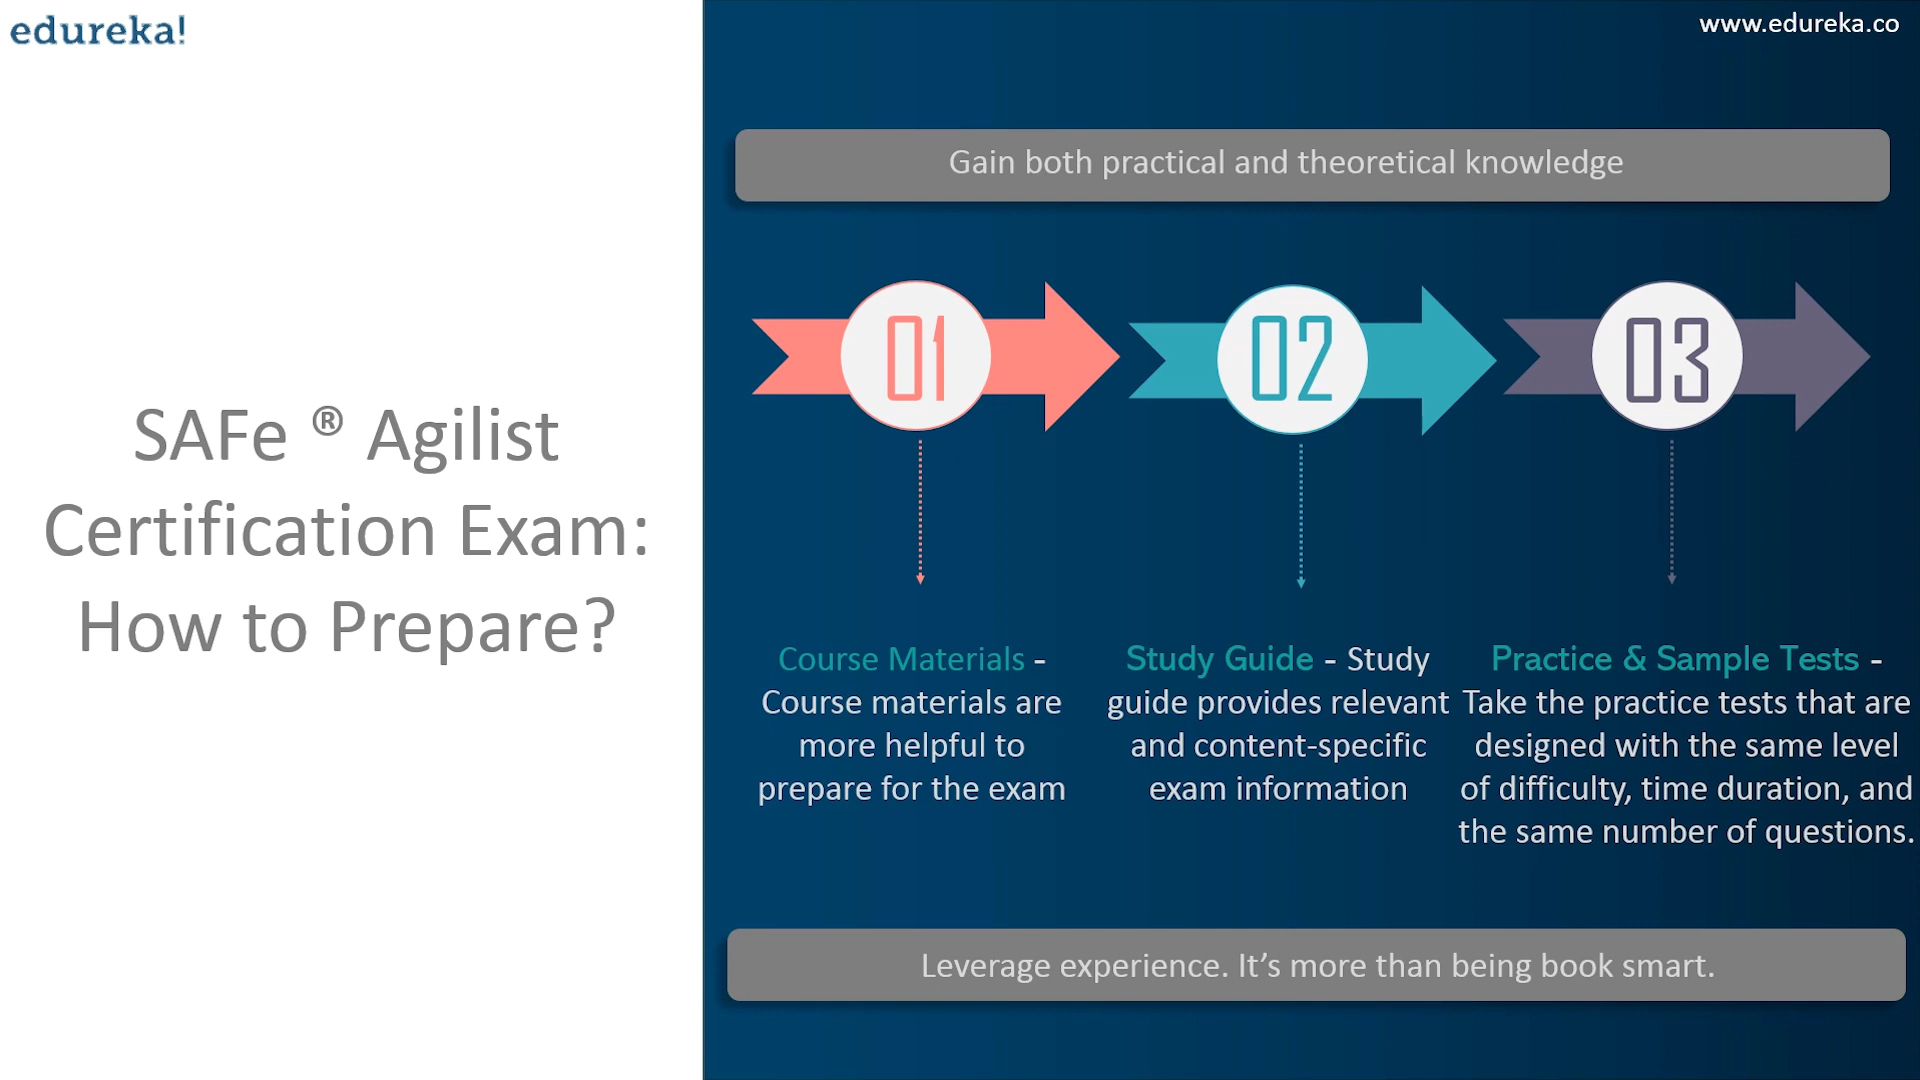 edureka!
www.edureka.co
SAFe ® Agilist
Certification Exam:
How to Prepare?
Gain both practical and theoretical knowledge
01
02
03
Course Materials -
Course materials are
more helpful to
prepare for the exam
Study Guide - Study
guide provides relevant
and content-specific
exam information
Practice & Sample Tests -
Take the practice tests that are
designed with the same level
of difficulty, time duration, and
the same number of questions.
Leverage experience. It’s more than being book smart.